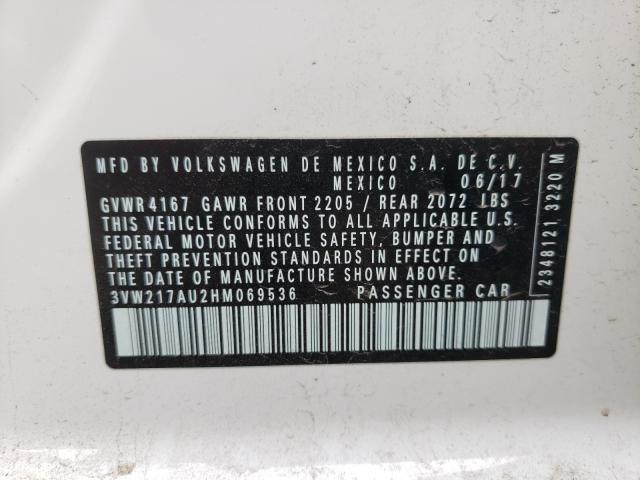 MFD BY VOLKSWAGEN DE MEXICO S.A. DE C.V.
MEXICO 06/17
GVWR 4167 GAWR FRONT 2205 / REAR 2072 LBS
THIS VEHICLE CONFORMS TO ALL APPLICABLE U.S.
FEDERAL MOTOR VEHICLE SAFETY, BUMPER AND
THEFT PREVENTION STANDARDS IN EFFECT ON
THE DATE OF MANUFACTURE SHOWN ABOVE.
3VW217AU2HM069536 PASSENGER CAR
2348121 3220 M